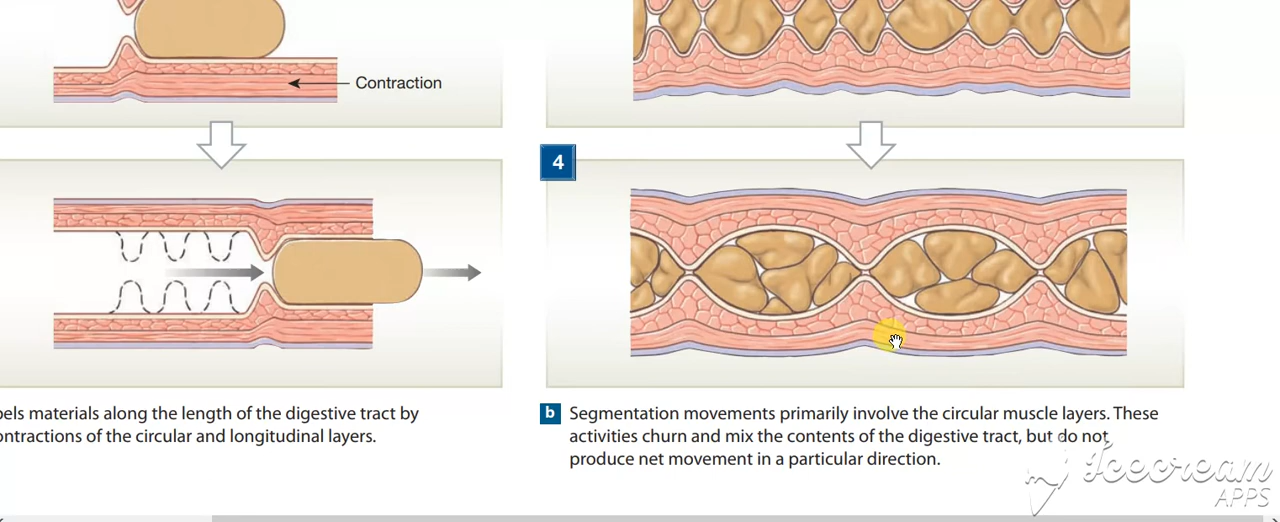 Contraction
4
pels materials along the length of the digestive tract by
ontractions of the circular and longitudinal layers.
b Segmentation movements primarily involve the circular muscle layers. These
activities churn and mix the contents of the digestive tract, but do not
produce net movement in a particular direction.
Icecream
APPS